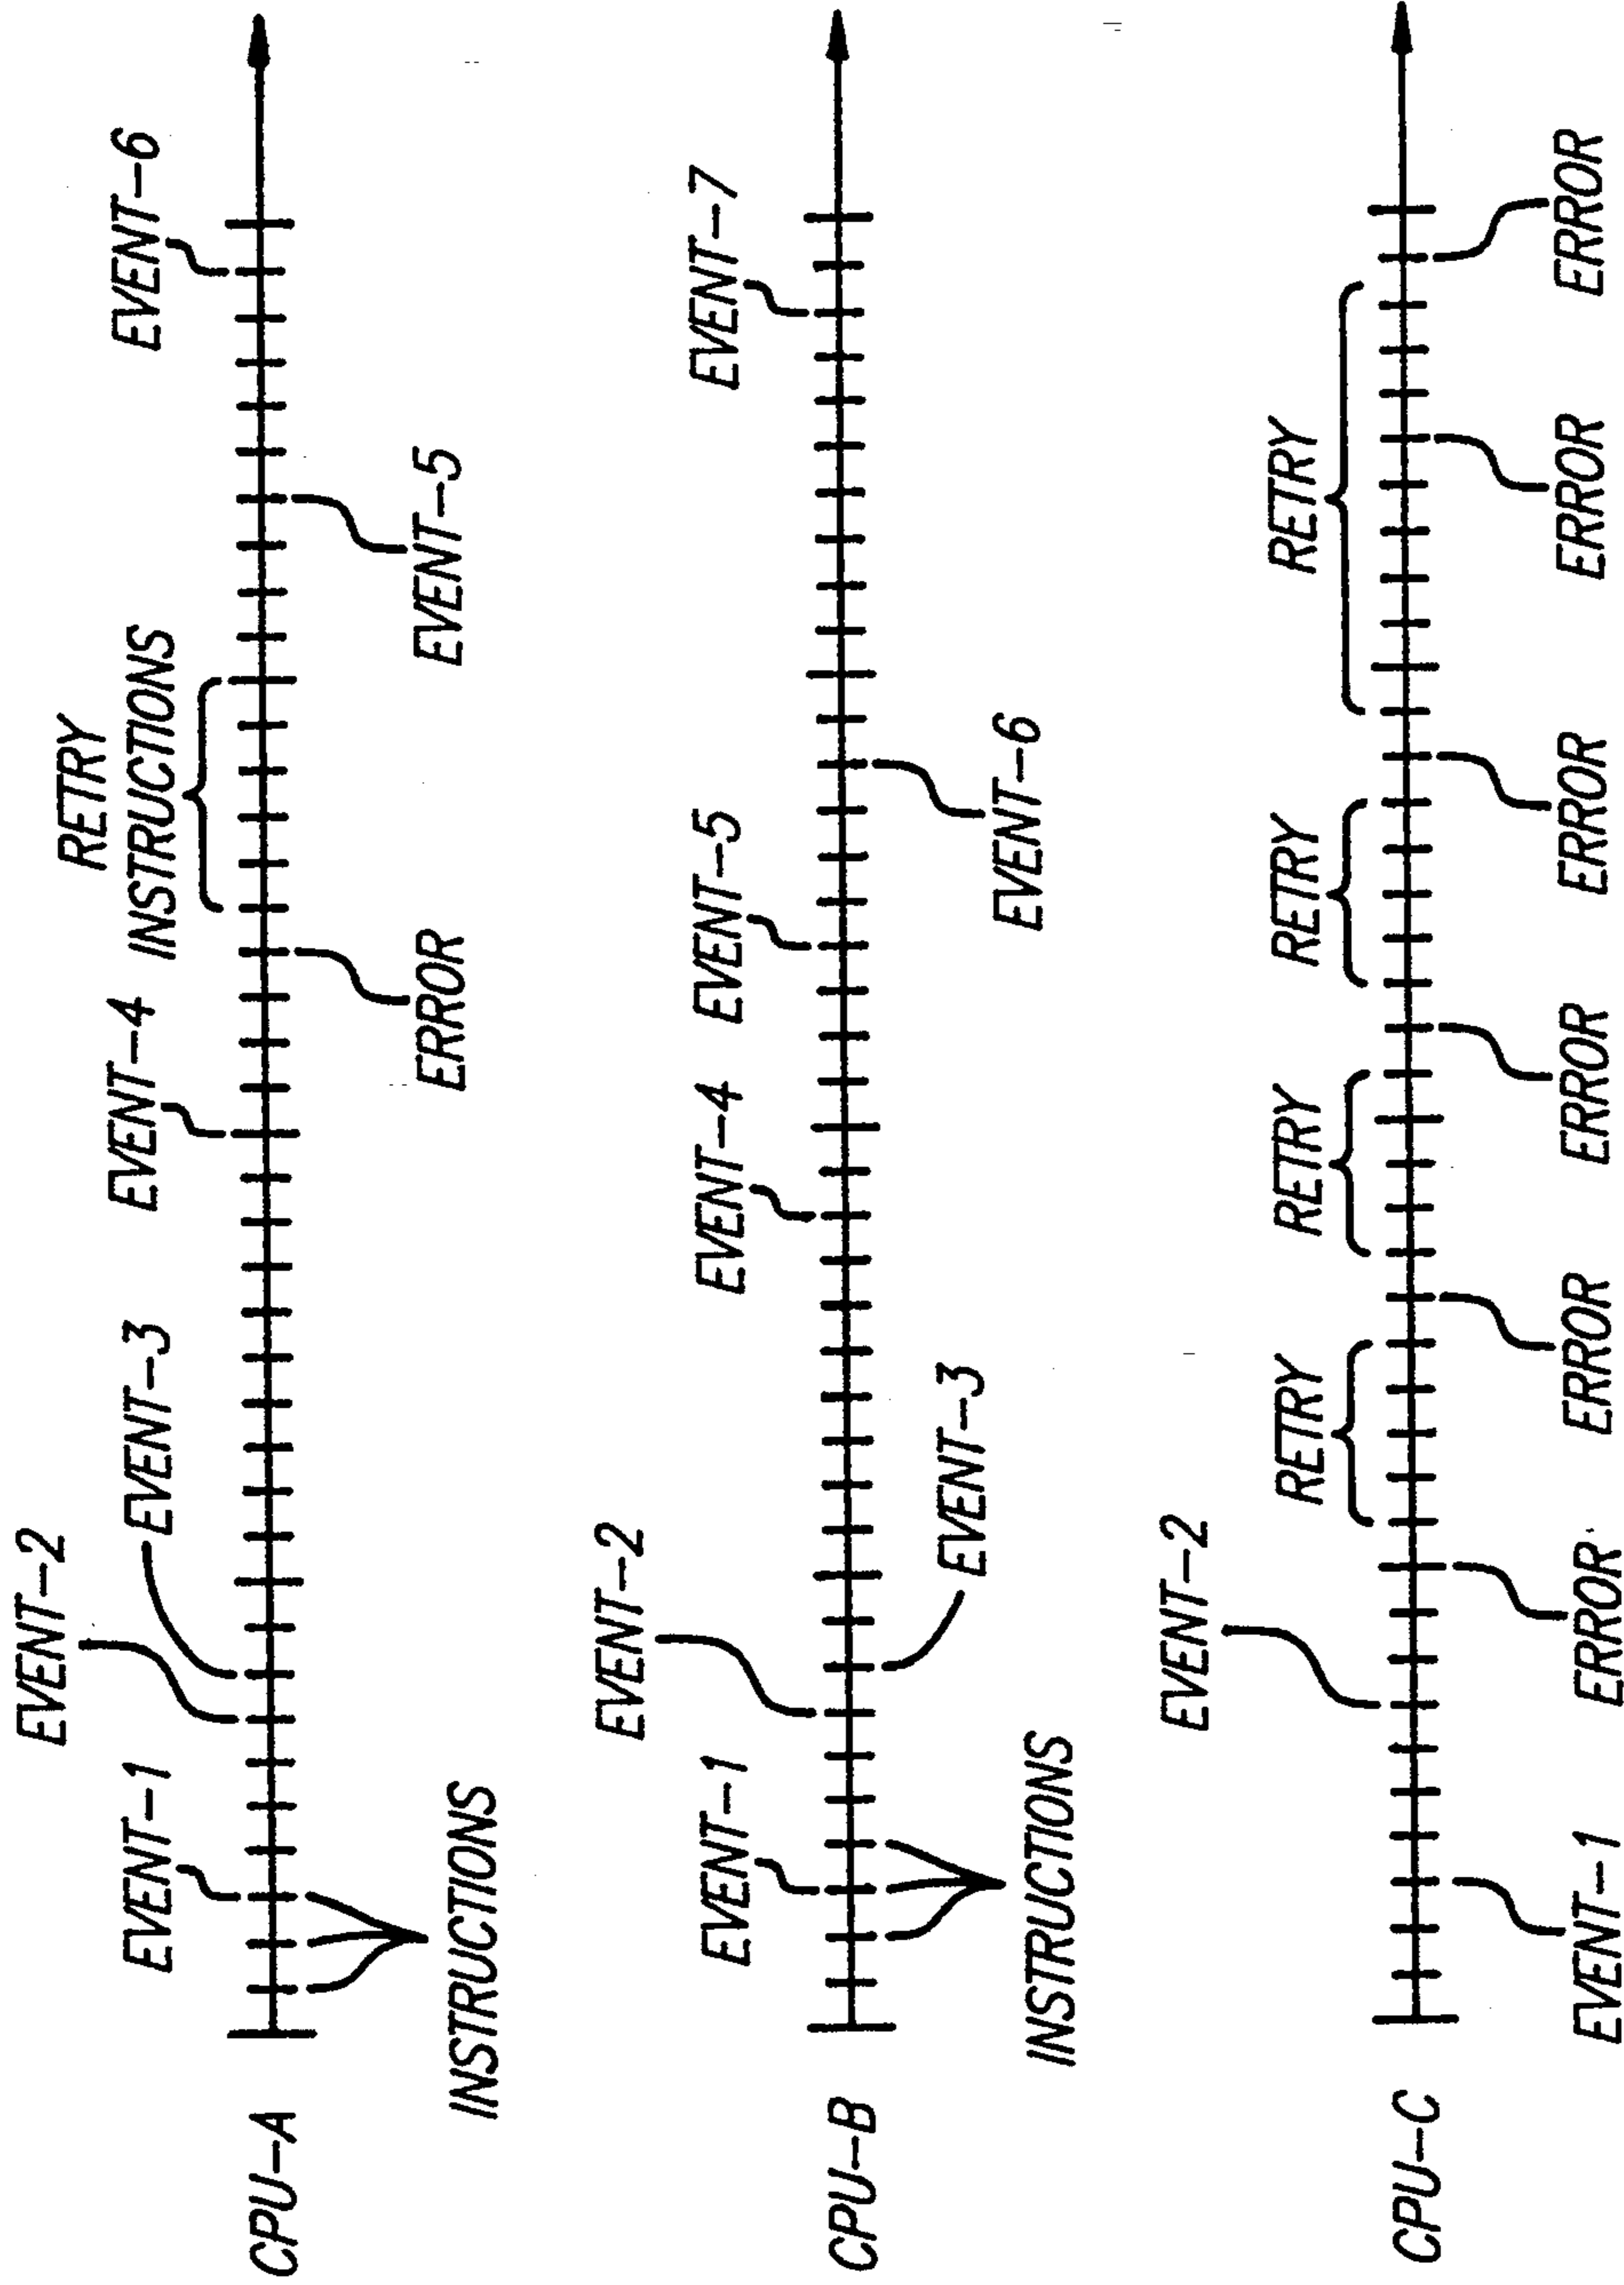 EVENT-2
EVENT-1
EVENT-3
EVENT-4
RETRY
INSTRUCTIONS
EVENT-6
CPU-A
INSTRUCTIONS
ERROR
EVENT-5
EVENT-2
EVENT-1
EVENT-4
EVENT-5
EVENT-7
CPU-B
INSTRUCTIONS
EVENT-3
EVENT-6
EVENT-2
RETRY
RETRY
RETRY
RETRY
CPU-C
EVENT-1
ERROR
ERROR
ERROR
ERROR
ERROR
ERROR